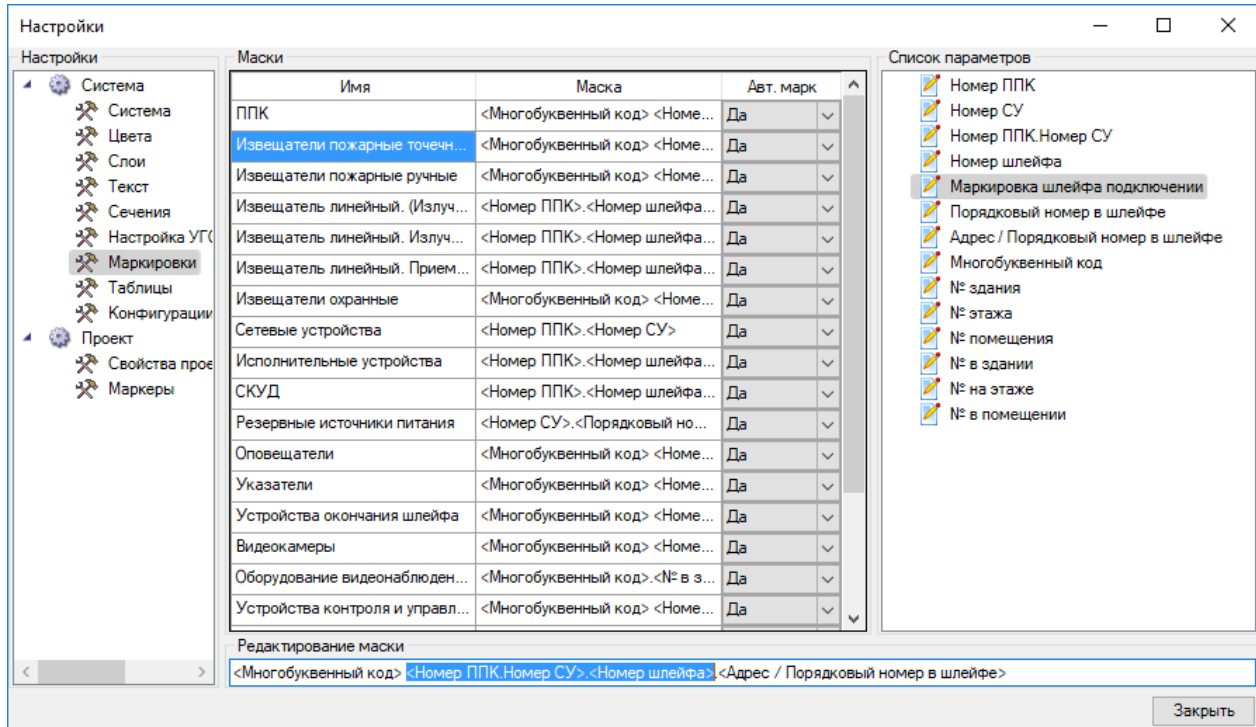 Настройки
Настройки
Система
Система
Цвета
Слои
Текст
Сечения
Настройка УГО
Маркировки
Таблицы
Конфигурации
Проект
Свойства прое
Маркеры
Маски
Имя Маска Авт. марк
ППК <Многобуквенный код> <Номе... Да
Извещатели пожарные точечн... <Многобуквенный код> <Номе... Да
Извещатели пожарные ручные <Многобуквенный код> <Номе... Да
Извещатель линейный. (Излуч... <Номер ППК>.<Номер шлейфа... Да
Извещатель линейный. Излуч... <Номер ППК>.<Номер шлейфа... Да
Извещатель линейный. Прием... <Номер ППК>.<Номер шлейфа... Да
Извещатели охранные <Многобуквенный код> <Номе... Да
Сетевые устройства <Номер ППК>.<Номер СУ> Да
Исполнительные устройства <Номер ППК>.<Номер шлейфа... Да
СКУД <Номер ППК>.<Номер шлейфа... Да
Резервные источники питания <Номер СУ>.<Порядковый но... Да
Оповещатели <Многобуквенный код> <Номе... Да
Указатели <Многобуквенный код> <Номе... Да
Устройства окончания шлейфа <Многобуквенный код> <Номе... Да
Видеокамеры <Многобуквенный код> <Номе... Да
Оборудование видеонаблюден... <Многобуквенный код>.<№ в з... Да
Устройства контроля и управл... <Многобуквенный код> <Номе... Да
Список параметров
Номер ППК
Номер СУ
Номер ППК.Номер СУ
Номер шлейфа
Маркировка шлейфа подключении
Порядковый номер в шлейфе
Адрес / Порядковый номер в шлейфе
Многобуквенный код
№ здания
№ этажа
№ помещения
№ в здании
№ на этаже
№ в помещении
Редактирование маски
<Многобуквенный код> <Номер ППК.Номер СУ>.<Номер шлейфа>.<Адрес / Порядковый номер в шлейфе>
Закрыть